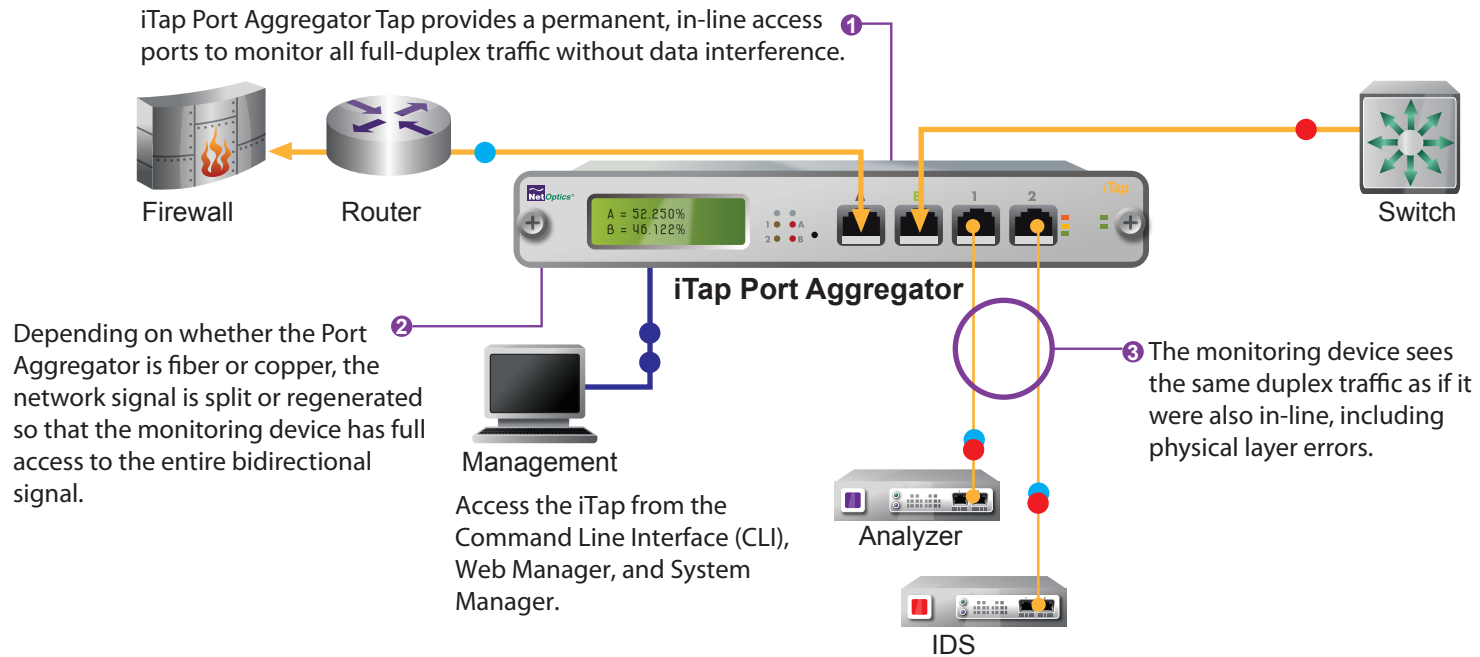 iTap Port Aggregator Tap provides a permanent, in-line access
ports to monitor all full-duplex traffic without data interference.
1
Firewall
Router
Switch
Net Optics®
iTap
A = 52.250%
B = 46.122%
1 A
2 B
A B 1 2
iTap Port Aggregator
2
Depending on whether the Port
Aggregator is fiber or copper, the
network signal is split or regenerated
so that the monitoring device has full
access to the entire bidirectional
signal.
Management
Access the iTap from the
Command Line Interface (CLI),
Web Manager, and System
Manager.
3
The monitoring device sees
the same duplex traffic as if it
were also in-line, including
physical layer errors.
Analyzer
IDS